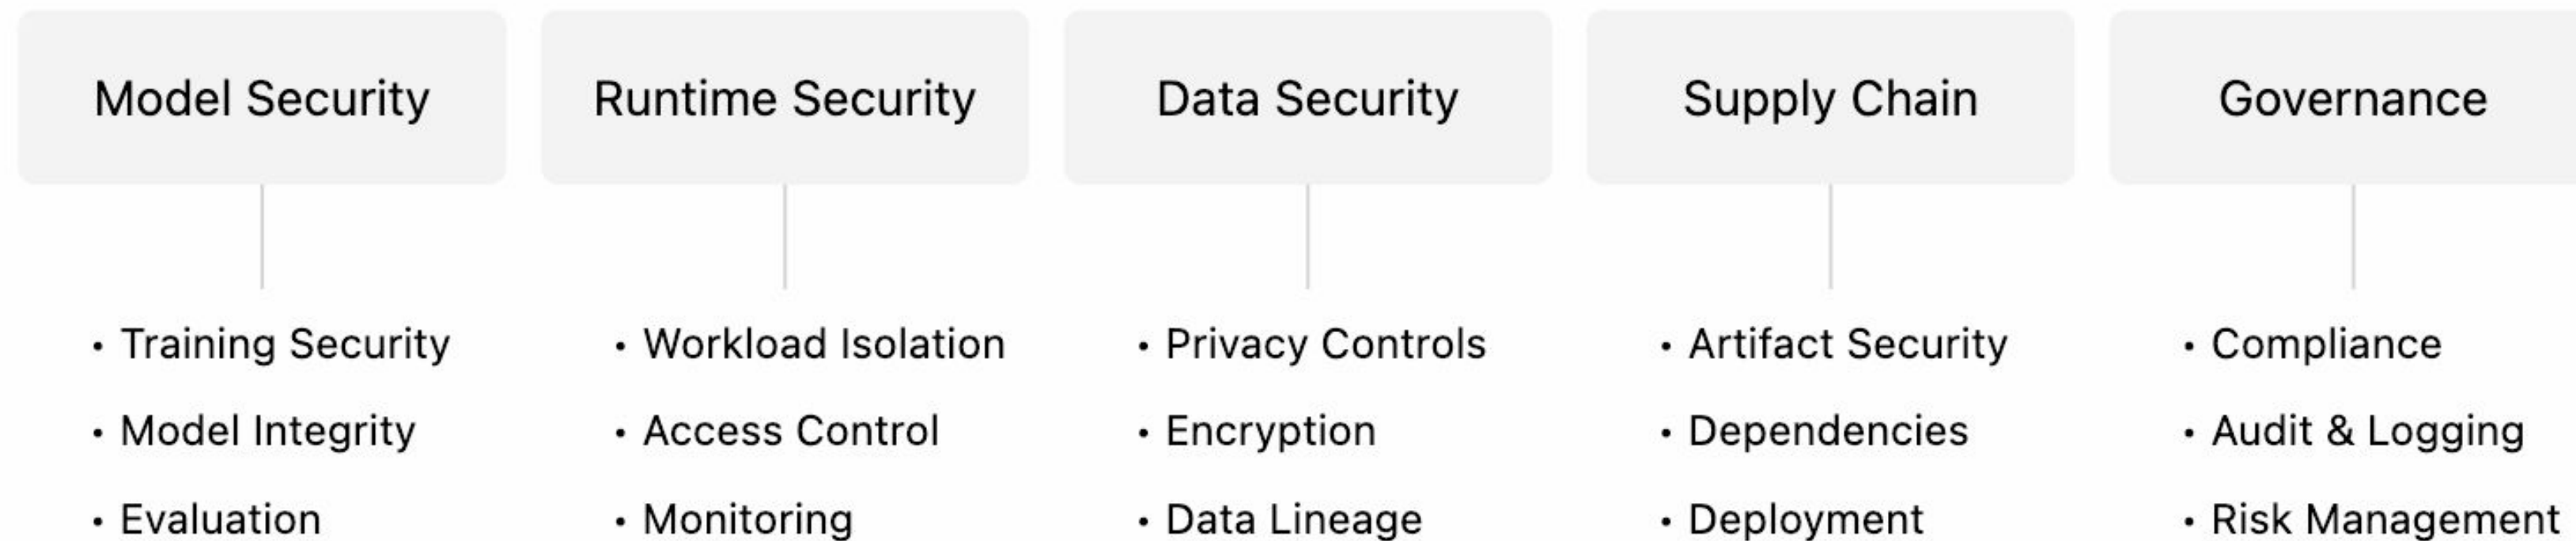 Model Security
• Training Security
• Model Integrity
• Evaluation
Runtime Security
• Workload Isolation
• Access Control
• Monitoring
Data Security
• Privacy Controls
• Encryption
• Data Lineage
Supply Chain
• Artifact Security
• Dependencies
• Deployment
Governance
• Compliance
• Audit & Logging
• Risk Management